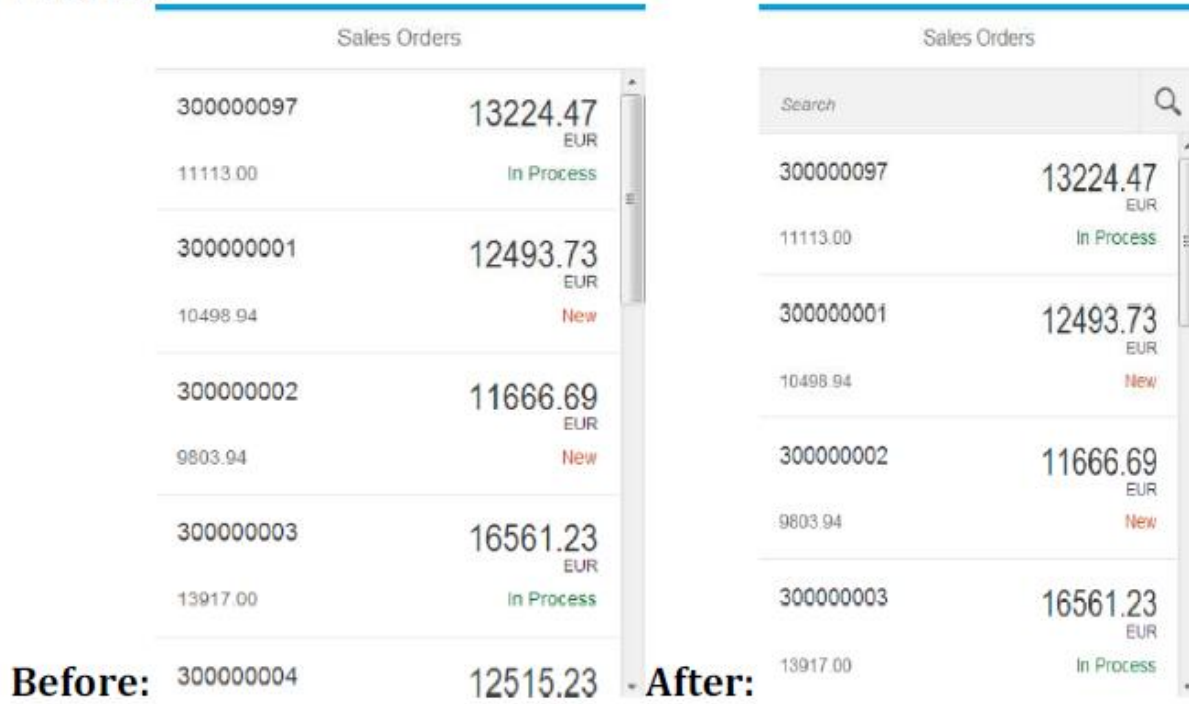 Sales Orders
300000097 13224.47
EUR
11113.00 In Process
300000001 12493.73
EUR
10498.94 New
300000002 11666.69
EUR
9803.94 New
300000003 16561.23
EUR
13917.00 In Process
Before: 300000004 12515.23
Sales Orders
Search
300000097 13224.47
EUR
11113.00 In Process
300000001 12493.73
EUR
10498.94 New
300000002 11666.69
EUR
9803.94 New
300000003 16561.23
EUR
After: 13917.00 In Process